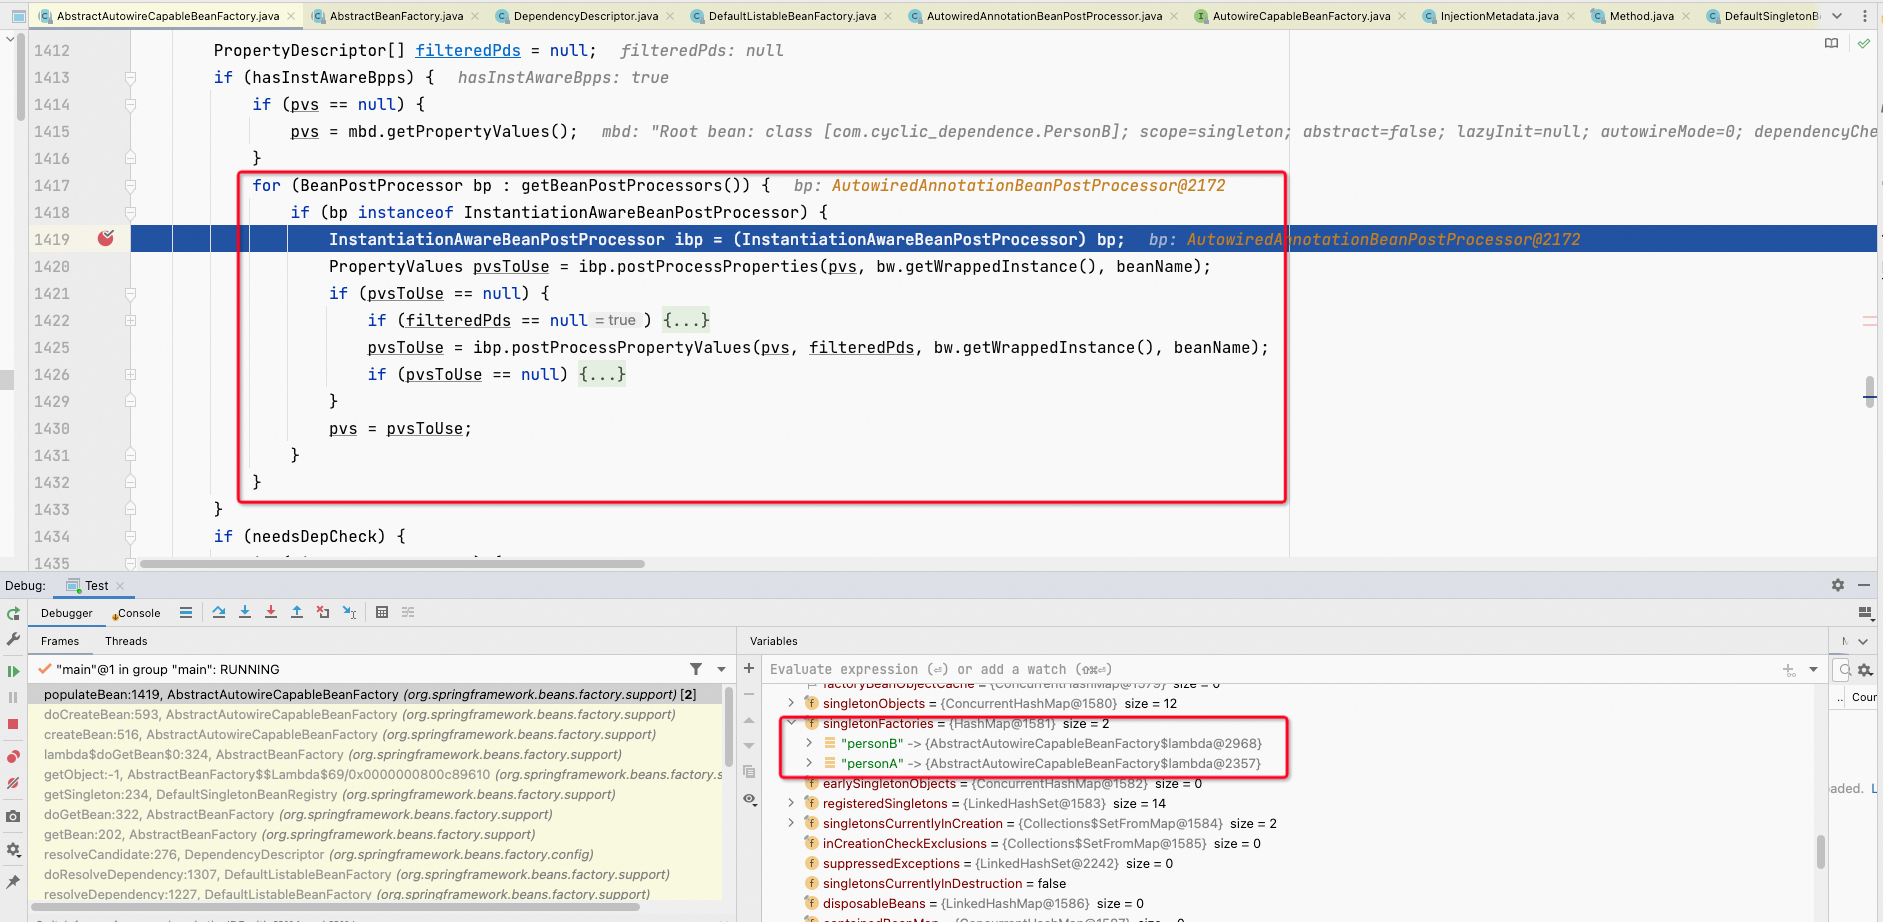 AbstractAutowireCapableBeanFactory.java AbstractBeanFactory.java DependencyDescriptor.java DefaultListableBeanFactory.java AutowiredAnnotationBeanPostProcessor.java AutowireCapableBeanFactory.java InjectionMetadata.java Method.java DefaultSingletonB
1412 PropertyDescriptor[] filteredPds = null; filteredPds: null
1413 if (hasInstAwareBpps) { hasInstAwareBpps: true
1414 if (pvs == null) {
1415 pvs = mbd.getPropertyValues(); mbd: "Root bean: class [com.cyclic_dependence.PersonB]; scope=singleton; abstract=false; lazyInit=null; autowireMode=0; dependencyChe
1416 }
1417 for (BeanPostProcessor bp : getBeanPostProcessors()) { bp: AutowiredAnnotationBeanPostProcessor@2172
1418 if (bp instanceof InstantiationAwareBeanPostProcessor) {
1419 InstantiationAwareBeanPostProcessor ibp = (InstantiationAwareBeanPostProcessor) bp; bp: AutowiredAnnotationBeanPostProcessor@2172
1420 PropertyValues pvsToUse = ibp.postProcessProperties(pvs, bw.getWrappedInstance(), beanName);
1421 if (pvsToUse == null) {
1422 if (filteredPds == null = true ) {...}
1425 pvsToUse = ibp.postProcessPropertyValues(pvs, filteredPds, bw.getWrappedInstance(), beanName);
1426 if (pvsToUse == null) {...}
1429 }
1430 pvs = pvsToUse;
1431 }
1432 }
1433 }
1434 if (needsDepCheck) {
1435
Debug: Test
Debugger Console
Frames Threads
"main"@1 in group "main": RUNNING
populateBean:1419, AbstractAutowireCapableBeanFactory (org.springframework.beans.factory.support) [2]
doCreateBean:593, AbstractAutowireCapableBeanFactory (org.springframework.beans.factory.support)
createBean:516, AbstractAutowireCapableBeanFactory (org.springframework.beans.factory.support)
lambda$doGetBean$0:324, AbstractBeanFactory (org.springframework.beans.factory.support)
getObject:-1, AbstractBeanFactory$$Lambda$69/0x0000000800c89610 (org.springframework.beans.factory.s
getSingleton:234, DefaultSingletonBeanRegistry (org.springframework.beans.factory.support)
doGetBean:322, AbstractBeanFactory (org.springframework.beans.factory.support)
getBean:202, AbstractBeanFactory (org.springframework.beans.factory.support)
resolveCandidate:276, DependencyDescriptor (org.springframework.beans.factory.config)
doResolveDependency:1307, DefaultListableBeanFactory (org.springframework.beans.factory.support)
resolveDependency:1227, DefaultListableBeanFactory (org.springframework.beans.factory.support)
Variables
Evaluate expression (⏎) or add a watch (⇧⌘⏎)
factoryBeanObjectCache = {ConcurrentHashMap@1579} size = 0
singletonObjects = {ConcurrentHashMap@1580} size = 12
singletonFactories = {HashMap@1581} size = 2
"personB" -> {AbstractAutowireCapableBeanFactory$lambda@2968}
"personA" -> {AbstractAutowireCapableBeanFactory$lambda@2357}
earlySingletonObjects = {ConcurrentHashMap@1582} size = 0
registeredSingletons = {LinkedHashSet@1583} size = 14
singletonsCurrentlyInCreation = {Collections$SetFromMap@1584} size = 2
inCreationCheckExclusions = {Collections$SetFromMap@1585} size = 0
suppressedExceptions = {LinkedHashSet@2242} size = 0
singletonsCurrentlyInDestruction = false
disposableBeans = {LinkedHashMap@1586} size = 0
containedBeanMap = {ConcurrentHashMap@1587} size = 0
.. Coun
aded. L